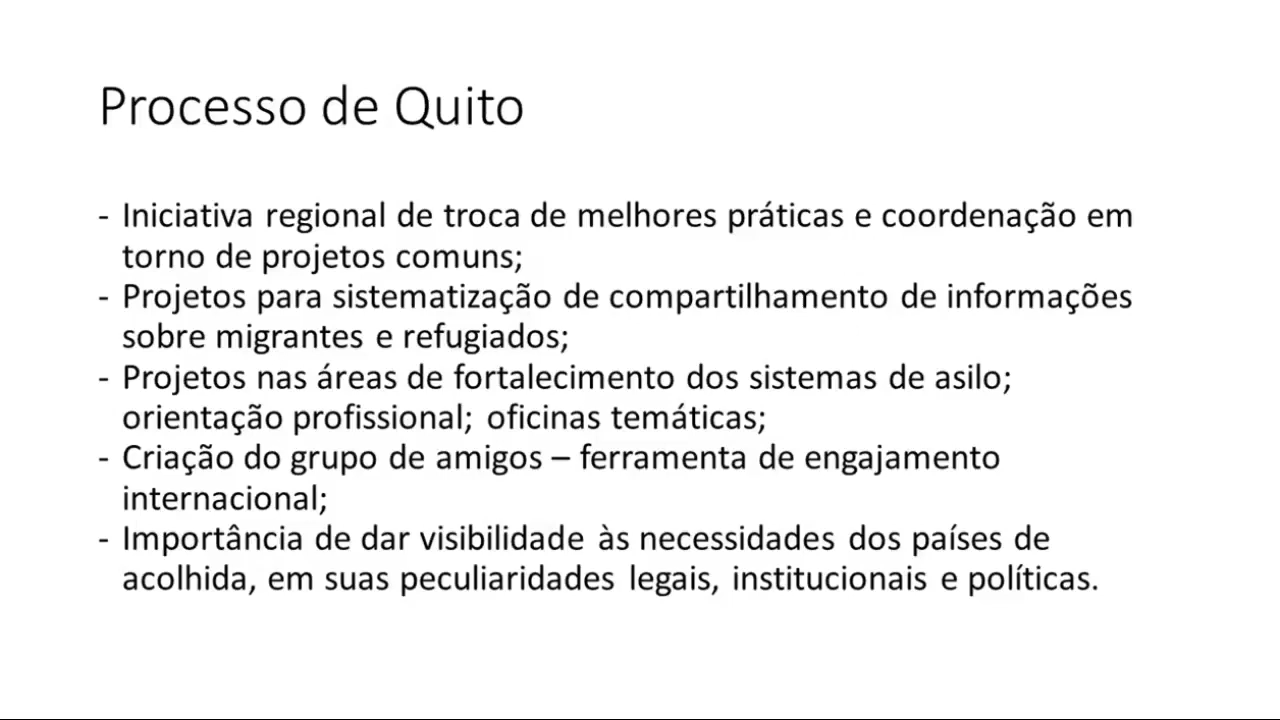 Processo de Quito
- Iniciativa regional de troca de melhores práticas e coordenação em
torno de projetos comuns;
- Projetos para sistematização de compartilhamento de informações
sobre migrantes e refugiados;
- Projetos nas áreas de fortalecimento dos sistemas de asilo;
orientação profissional; oficinas temáticas;
- Criação do grupo de amigos – ferramenta de engajamento
internacional;
- Importância de dar visibilidade às necessidades dos países de
acolhida, em suas peculiaridades legais, institucionais e políticas.